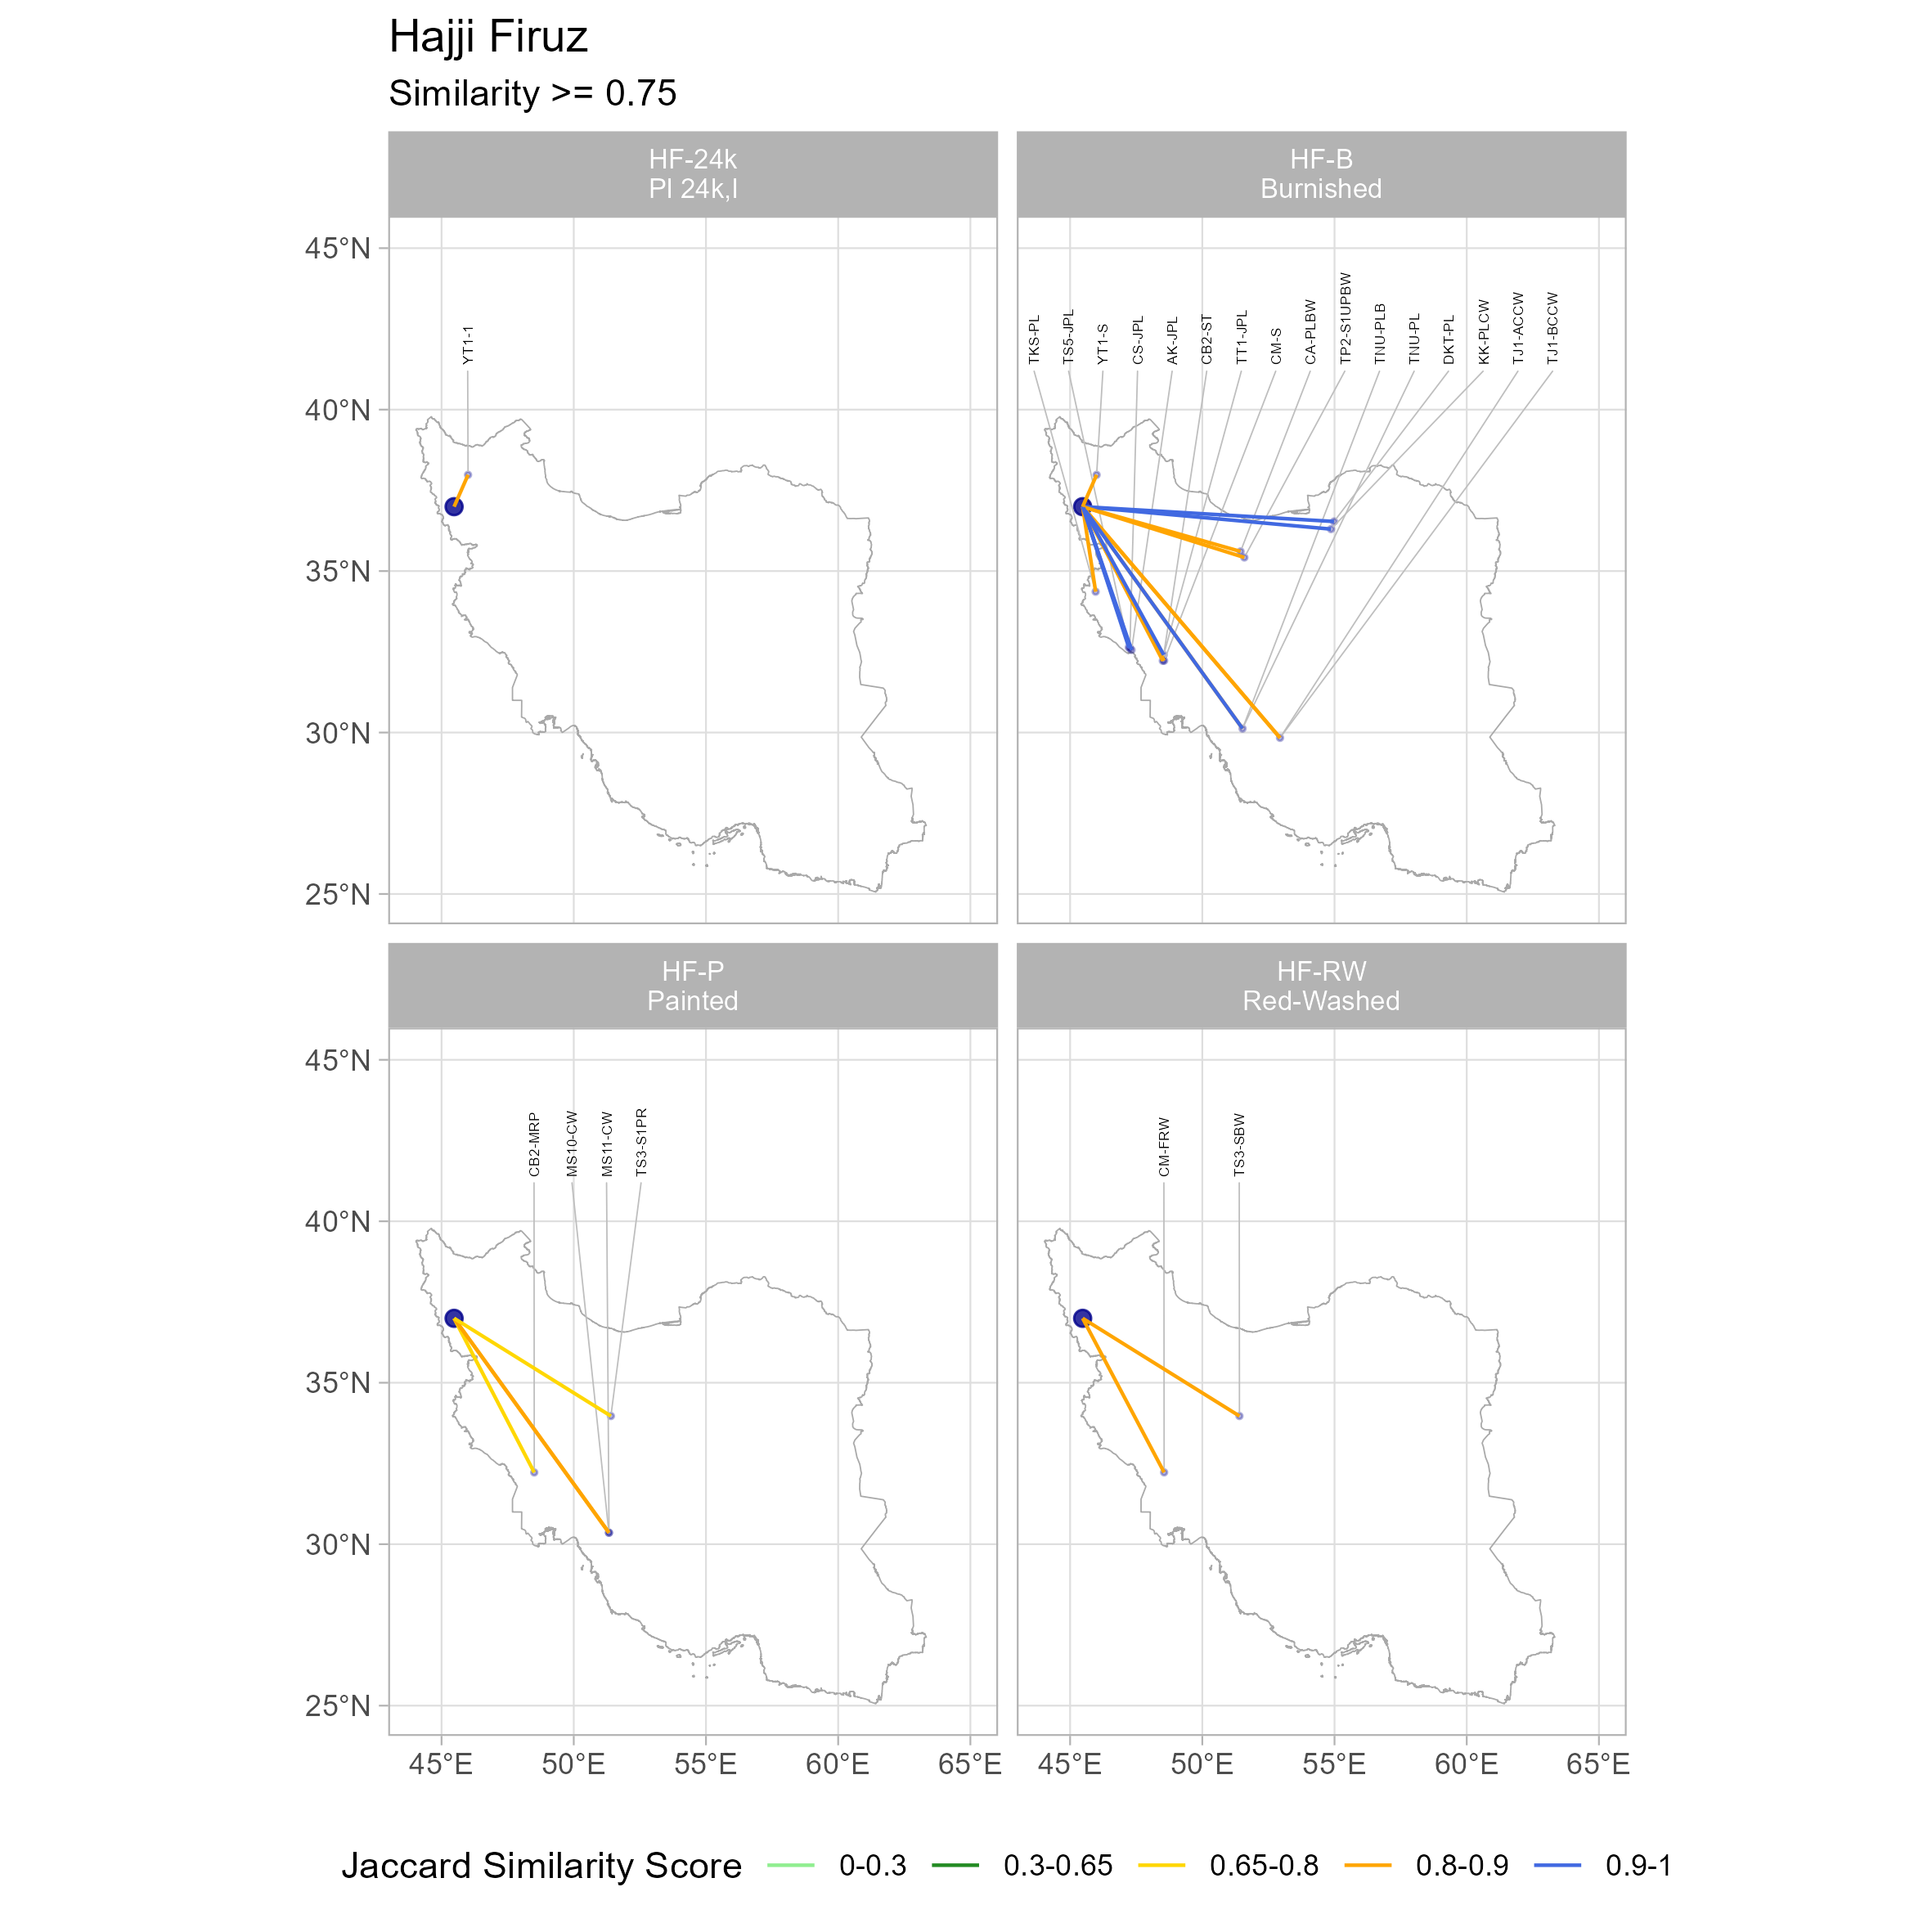 Hajji Firuz
Similarity >= 0.75
HF-24k
Pl 24k,l
HF-B
Burnished
45°N
40°N
35°N
30°N
25°N
YT1-1
TKS-PL
TS5-JPL
YT1-S
CS-JPL
AK-JPL
CB2-ST
TT1-JPL
CM-S
CA-PLBW
TP2-S1UPBW
TNU-PLB
TNU-PL
DKT-PL
KK-PLCW
TJ1-ACCW
TJ1-BCCW
HF-P
Painted
HF-RW
Red-Washed
45°N
40°N
35°N
30°N
25°N
CB2-MRP
MS10-CW
MS11-CW
TS3-S1PR
CM-FRW
TS3-SBW
45°E 50°E 55°E 60°E 65°E
45°E 50°E 55°E 60°E 65°E
Jaccard Similarity Score 0-0.3 0.3-0.65 0.65-0.8 0.8-0.9 0.9-1